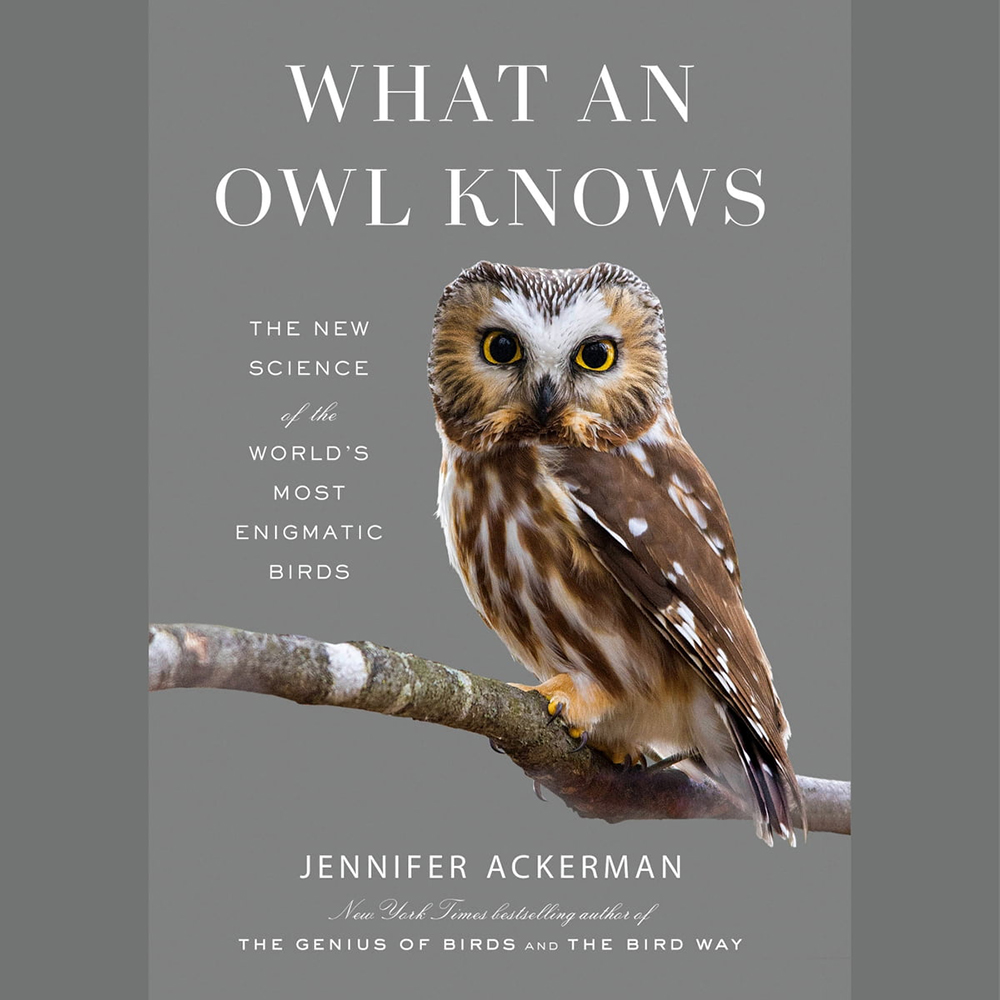 WHAT AN
OWL KNOWS
THE NEW
SCIENCE
of the
WORLD'S
MOST
ENIGMATIC
BIRDS
JENNIFER ACKERMAN
New York Times bestselling author of
THE GENIUS OF BIRDS AND THE BIRD WAY